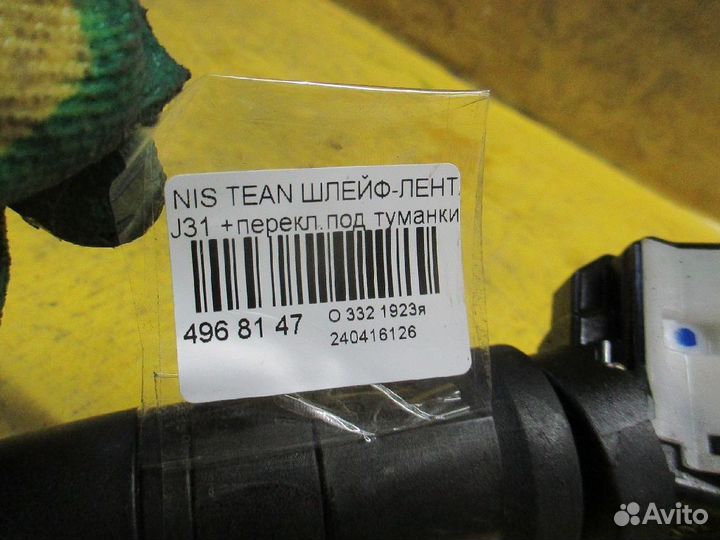 NIS TEAN ШЛЕЙФ-ЛЕНТ.
J31 +перекл.под туманки
496 81 47
О 332 1923я
240416126
Avito